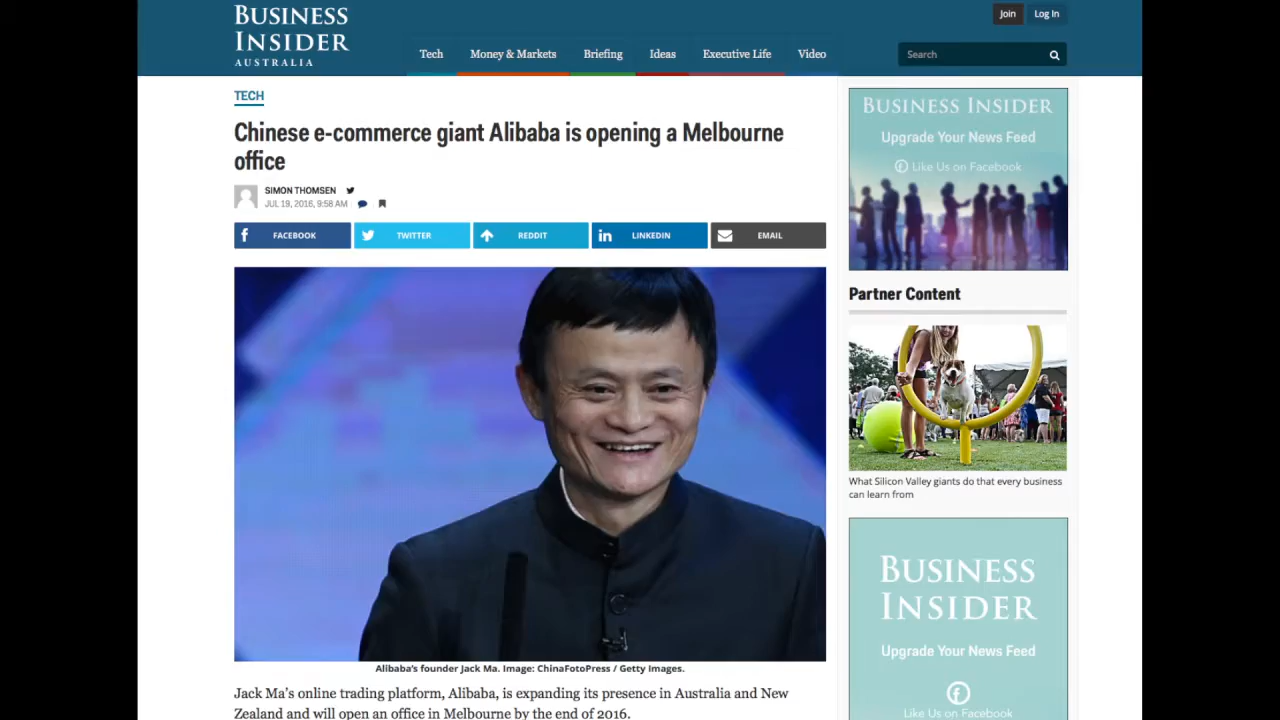 BUSINESS
INSIDER
AUSTRALIA
Join
Log In
Tech
Money & Markets
Briefing
Ideas
Executive Life
Video
Search
TECH
Chinese e-commerce giant Alibaba is opening a Melbourne
office
SIMON THOMSEN
JUL 19, 2016, 9:58 AM
FACEBOOK
TWITTER
REDDIT
LINKEDIN
EMAIL
Alibaba's founder Jack Ma. Image: ChinaFotoPress / Getty Images.
Jack Ma's online trading platform, Alibaba, is expanding its presence in Australia and New
Zealand and will open an office in Melbourne by the end of 2016.
BUSINESS INSIDER
Upgrade Your News Feed
Like Us on Facebook
Partner Content
What Silicon Valley giants do that every business
can learn from
BUSINESS
INSIDER
Upgrade Your News Feed
Like Us on Facebook